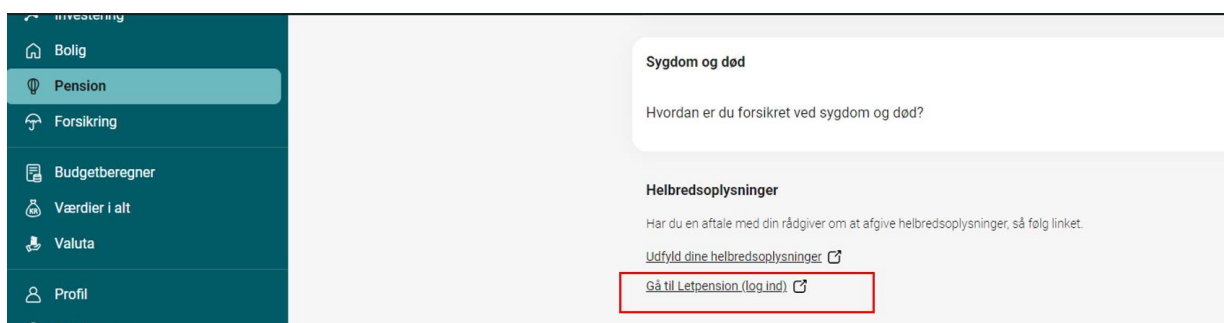 Investering
Bolig
Pension
Forsikring
Budgetberegner
Værdier i alt
KR
Valuta
Profil
Sygdom og død
Hvordan er du forsikret ved sygdom og død?
Helbredsoplysninger
Har du en aftale med din rådgiver om at afgive helbredsoplysninger, så følg linket.
Udfyld dine helbredsoplysninger
Gå til Letpension (log ind)